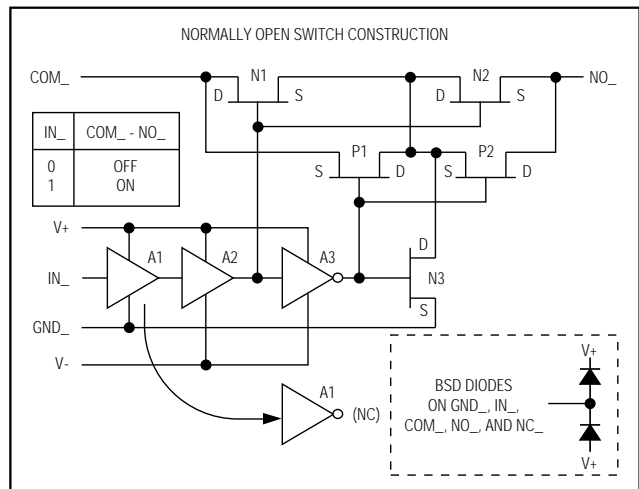 NORMALLY OPEN SWITCH CONSTRUCTION
COM_
N1
N2
NO_
D
S
D
S
IN_
COM_ - NO_
0
OFF
1
ON
P1
P2
S
D
S
D
V+
A1
A2
A3
D
IN_
N3
GND_
S
V-
A1
(NC)
V+
BSD DIODES
ON GND_, IN_,
COM_, NO_, AND NC_
V+